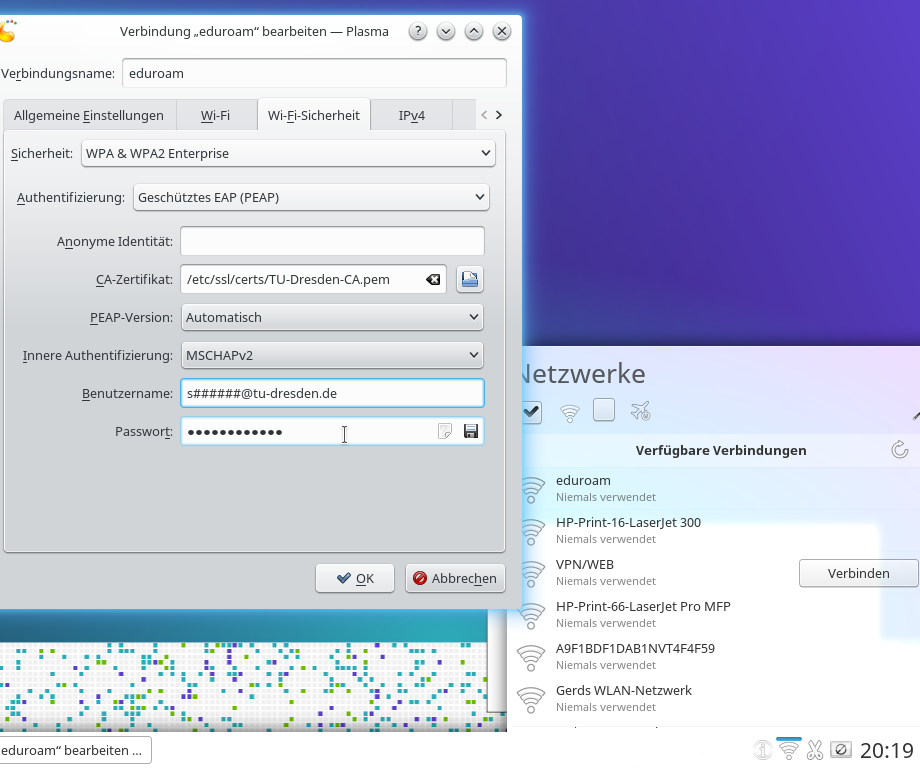 Verbindung „eduroam“ bearbeiten — Plasma
Verbindungsname: eduroam
Allgemeine Einstellungen Wi-Fi Wi-Fi-Sicherheit IPv4
Sicherheit: WPA & WPA2 Enterprise
Authentifizierung: Geschütztes EAP (PEAP)
Anonyme Identität:
CA-Zertifikat: /etc/ssl/certs/TU-Dresden-CA.pem
PEAP-Version: Automatisch
Innere Authentifizierung: MSCHAPv2
Benutzername: s######@tu-dresden.de
Passwort: ●●●●●●●●●●●●
OK Abbrechen
Netzwerke
Verfügbare Verbindungen
eduroam
Niemals verwendet
HP-Print-16-LaserJet 300
Niemals verwendet
VPN/WEB
Niemals verwendet
Verbinden
HP-Print-66-LaserJet Pro MFP
Niemals verwendet
A9F1BDF1DAB1NVT4F4F59
Niemals verwendet
Gerds WLAN-Netzwerk
Niemals verwendet
eduroam“ bearbeiten ...
20:19